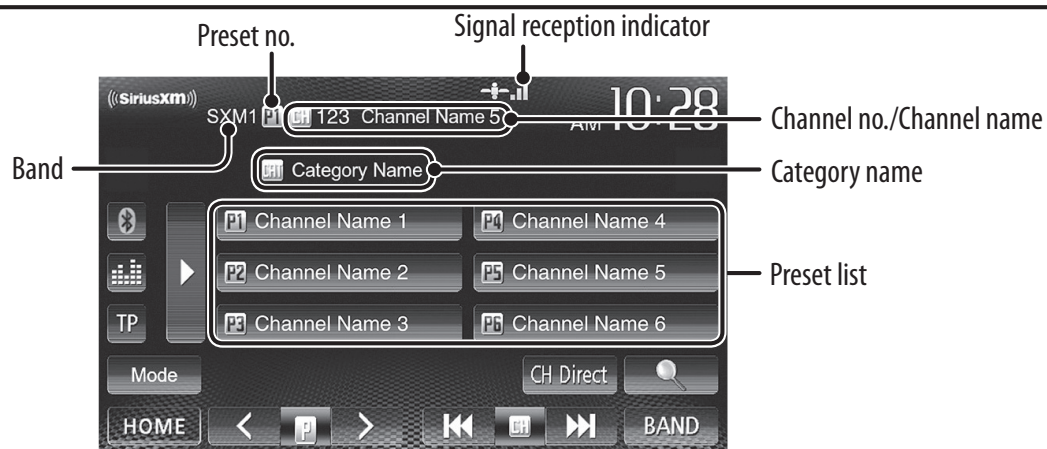 Preset no.
Signal reception indicator
((SiriusXM))
SXM1 P1 CH 123 Channel Name 5
AM 10:28
Channel no./Channel name
Band
CAT Category Name
Category name
P1 Channel Name 1
P4 Channel Name 4
P2 Channel Name 2
P5 Channel Name 5
Preset list
TP
P3 Channel Name 3
P6 Channel Name 6
Mode
CH Direct
HOME
P
CH
BAND